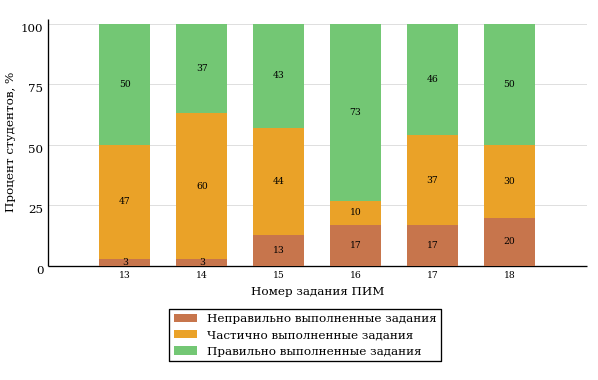 Процент студентов, %
100
75
50
25
0
50 37 43 73 46 50
47 60 44 10 37 30
3 3 13 17 17 20
13 14 15 16 17 18
Номер задания ПИМ
Неправильно выполненные задания
Частично выполненные задания
Правильно выполненные задания